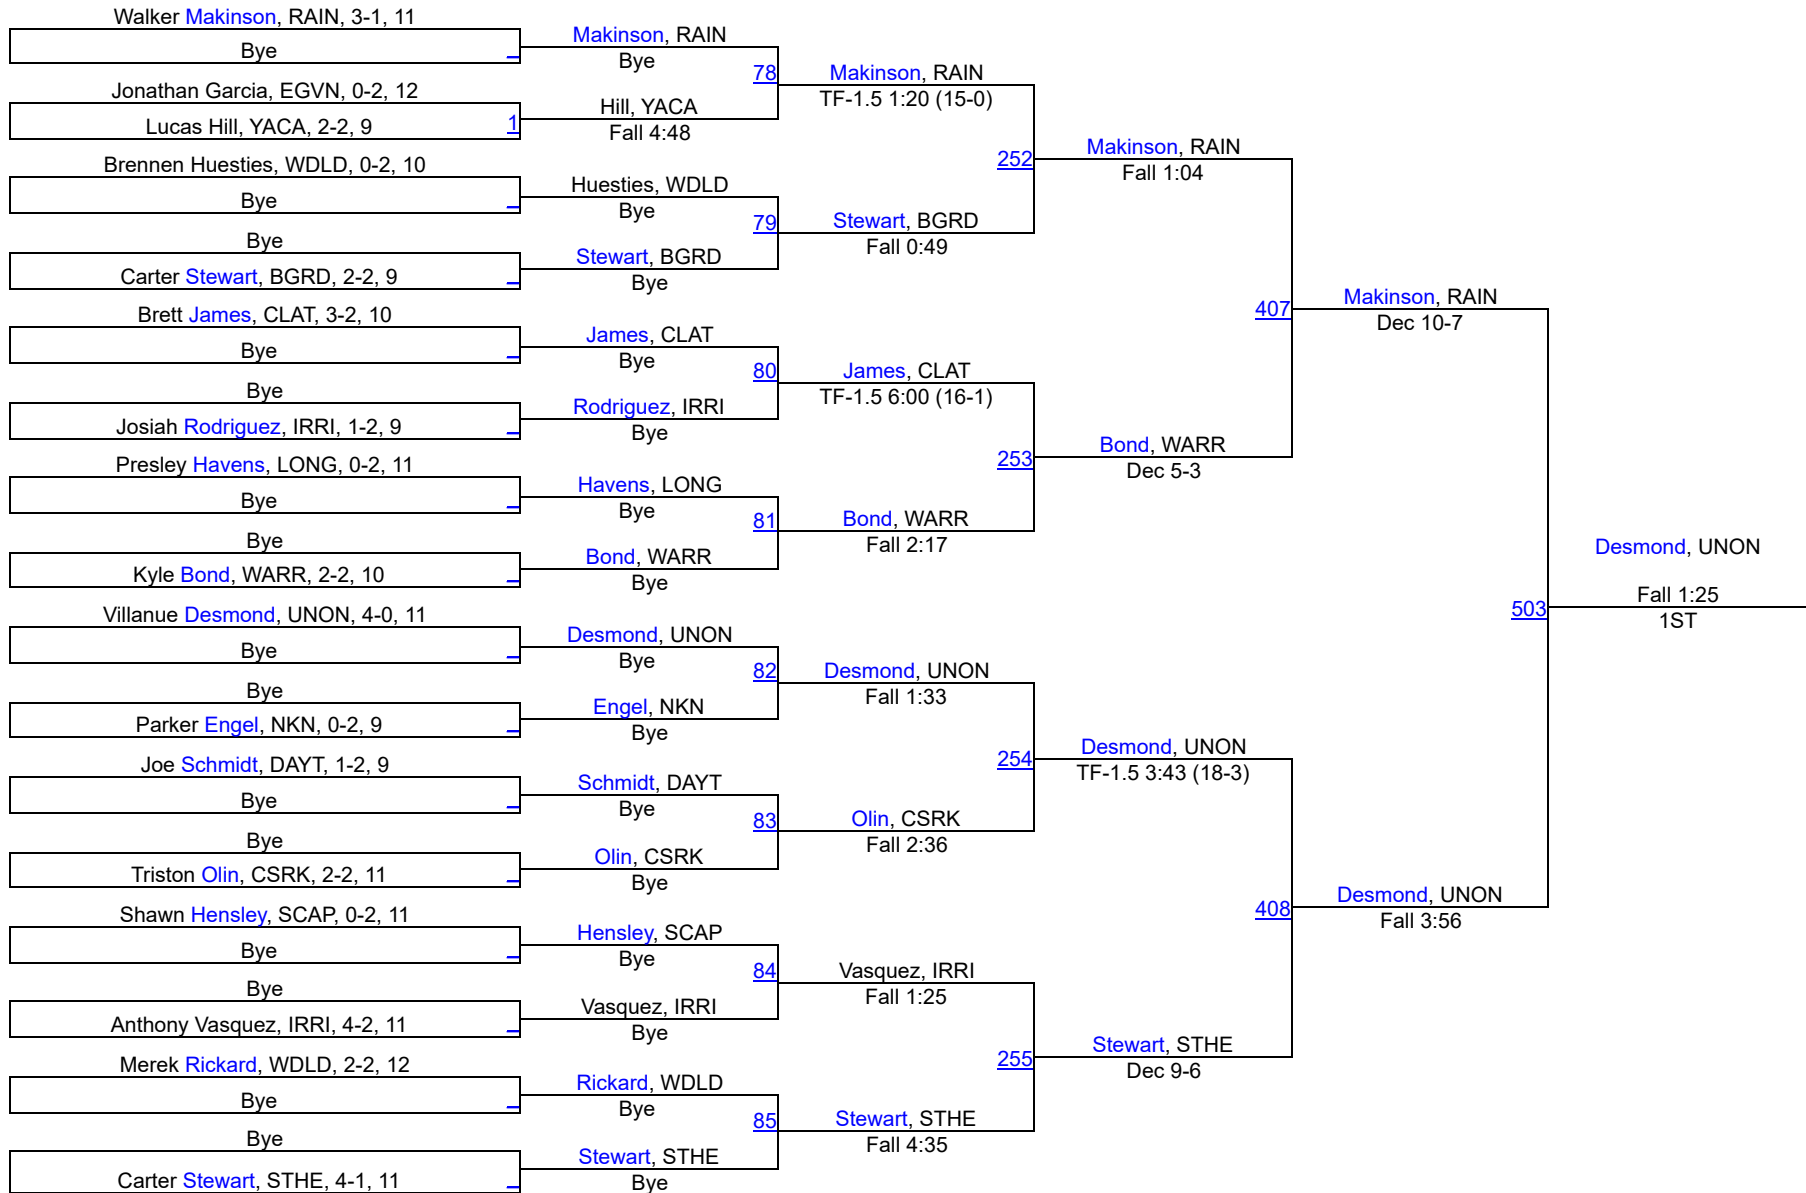 Walker Makinson, RAIN, 3-1, 11
Bye
Jonathan Garcia, EGVN, 0-2, 12
Lucas Hill, YACA, 2-2, 9
1
Brennen Huesties, WDLD, 0-2, 10
Bye
Bye
Carter Stewart, BGRD, 2-2, 9
Brett James, CLAT, 3-2, 10
Bye
Bye
Josiah Rodriguez, IRRI, 1-2, 9
Presley Havens, LONG, 0-2, 11
Bye
Bye
Kyle Bond, WARR, 2-2, 10
Villanue Desmond, UNON, 4-0, 11
Bye
Bye
Parker Engel, NKN, 0-2, 9
Joe Schmidt, DAYT, 1-2, 9
Bye
Bye
Triston Olin, CSRK, 2-2, 11
Shawn Hensley, SCAP, 0-2, 11
Bye
Bye
Anthony Vasquez, IRRI, 4-2, 11
Merek Rickard, WDLD, 2-2, 12
Bye
Bye
Carter Stewart, STHE, 4-1, 11
Makinson, RAIN
Bye
78
Hill, YACA
Fall 4:48
Huesties, WDLD
Bye
79
Stewart, BGRD
Bye
James, CLAT
Bye
80
Rodriguez, IRRI
Bye
Havens, LONG
Bye
81
Bond, WARR
Bye
Desmond, UNON
Bye
82
Engel, NKN
Bye
Schmidt, DAYT
Bye
83
Olin, CSRK
Bye
Hensley, SCAP
Bye
84
Vasquez, IRRI
Bye
Rickard, WDLD
Bye
85
Stewart, STHE
Bye
Makinson, RAIN
TF-1.5 1:20 (15-0)
252
Stewart, BGRD
Fall 0:49
James, CLAT
TF-1.5 6:00 (16-1)
253
Bond, WARR
Fall 2:17
Desmond, UNON
Fall 1:33
254
Olin, CSRK
Fall 2:36
Vasquez, IRRI
Fall 1:25
255
Stewart, STHE
Fall 4:35
Makinson, RAIN
Fall 1:04
407
Bond, WARR
Dec 5-3
Desmond, UNON
TF-1.5 3:43 (18-3)
408
Stewart, STHE
Dec 9-6
Makinson, RAIN
Dec 10-7
503
Desmond, UNON
Fall 3:56
Desmond, UNON
Fall 1:25
1ST